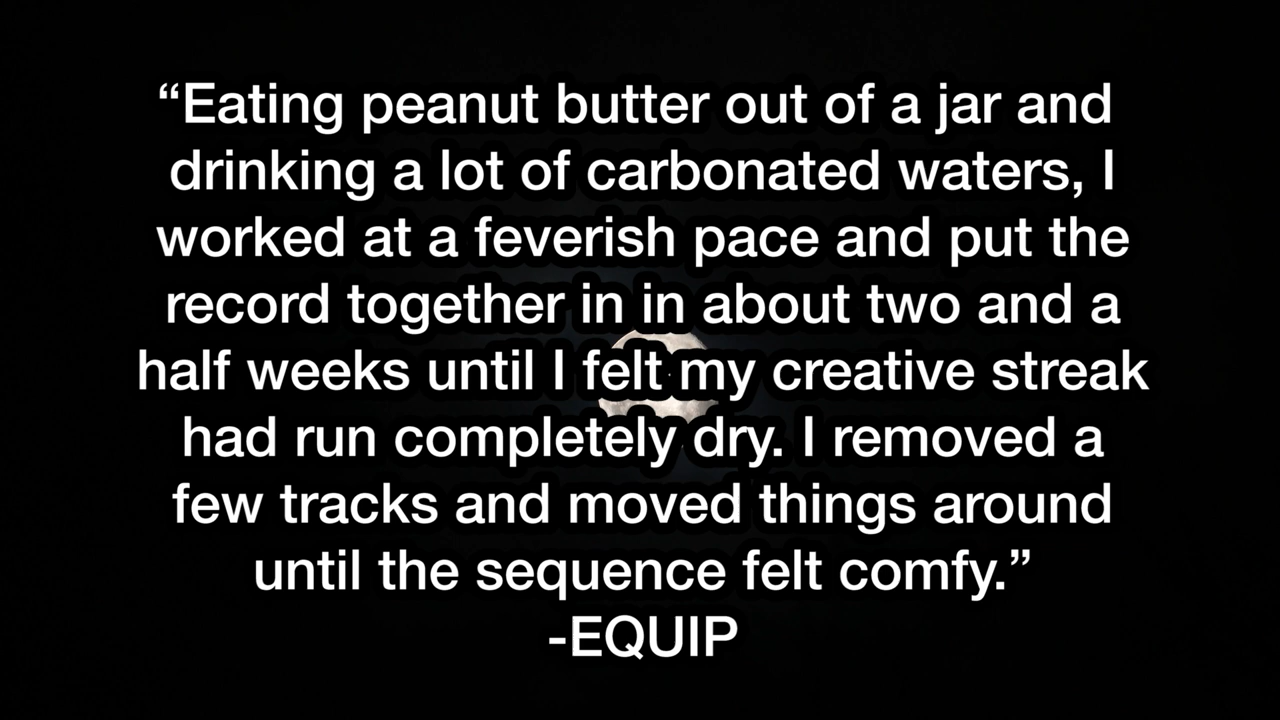 “Eating peanut butter out of a jar and
drinking a lot of carbonated waters, I
worked at a feverish pace and put the
record together in in about two and a
half weeks until I felt my creative streak
had run completely dry. I removed a
few tracks and moved things around
until the sequence felt comfy.”
-EQUIP